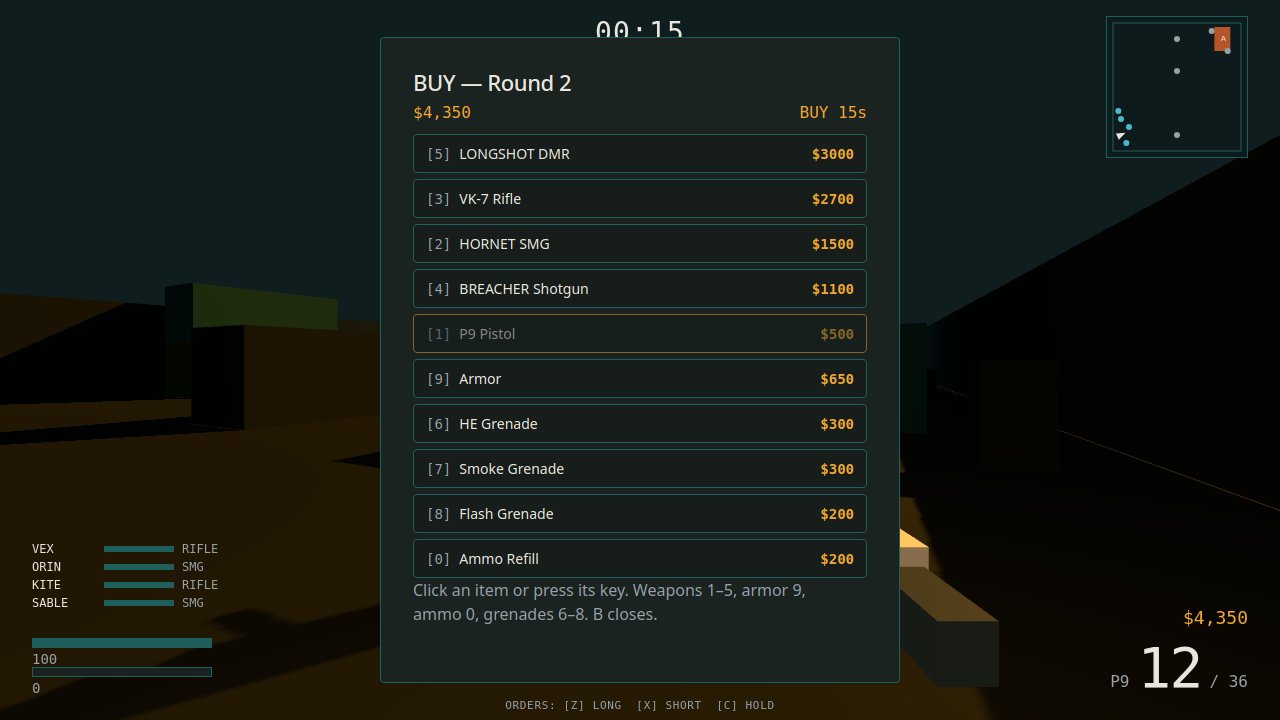 00:15
BUY — Round 2
$4,350 BUY 15s
[5] LONGSHOT DMR $3000
[3] VK-7 Rifle $2700
[2] HORNET SMG $1500
[4] BREACHER Shotgun $1100
[1] P9 Pistol $500
[9] Armor $650
[6] HE Grenade $300
[7] Smoke Grenade $300
[8] Flash Grenade $200
[0] Ammo Refill $200
Click an item or press its key. Weapons 1–5, armor 9,
ammo 0, grenades 6–8. B closes.
A
VEX RIFLE
ORIN SMG
KITE RIFLE
SABLE SMG
100
0
$4,350
P9 12 / 36
ORDERS: [Z] LONG [X] SHORT [C] HOLD